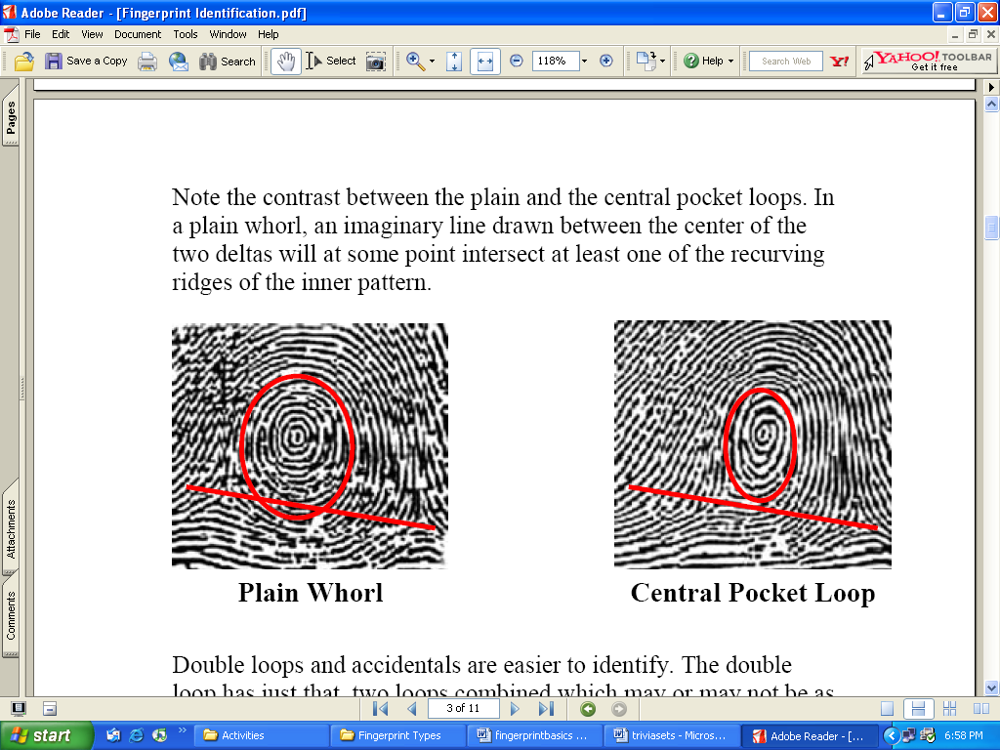 Adobe Reader - [Fingerprint Identification.pdf]
File Edit View Document Tools Window Help
Save a Copy Search Select 118% Help Search Web Y! YAHOO! TOOLBAR
Get it free
Pages
Note the contrast between the plain and the central pocket loops. In
a plain whorl, an imaginary line drawn between the center of the
two deltas will at some point intersect at least one of the recurving
ridges of the inner pattern.
Plain Whorl Central Pocket Loop
Attachments
Comments
Double loops and accidentals are easier to identify. The double
loop has just that, two loops combined which may or may not be as
3 of 11
start Activities Fingerprint Types fingerprintbasics ... triviasets - Micros... Adobe Reader - [... 6:58 PM